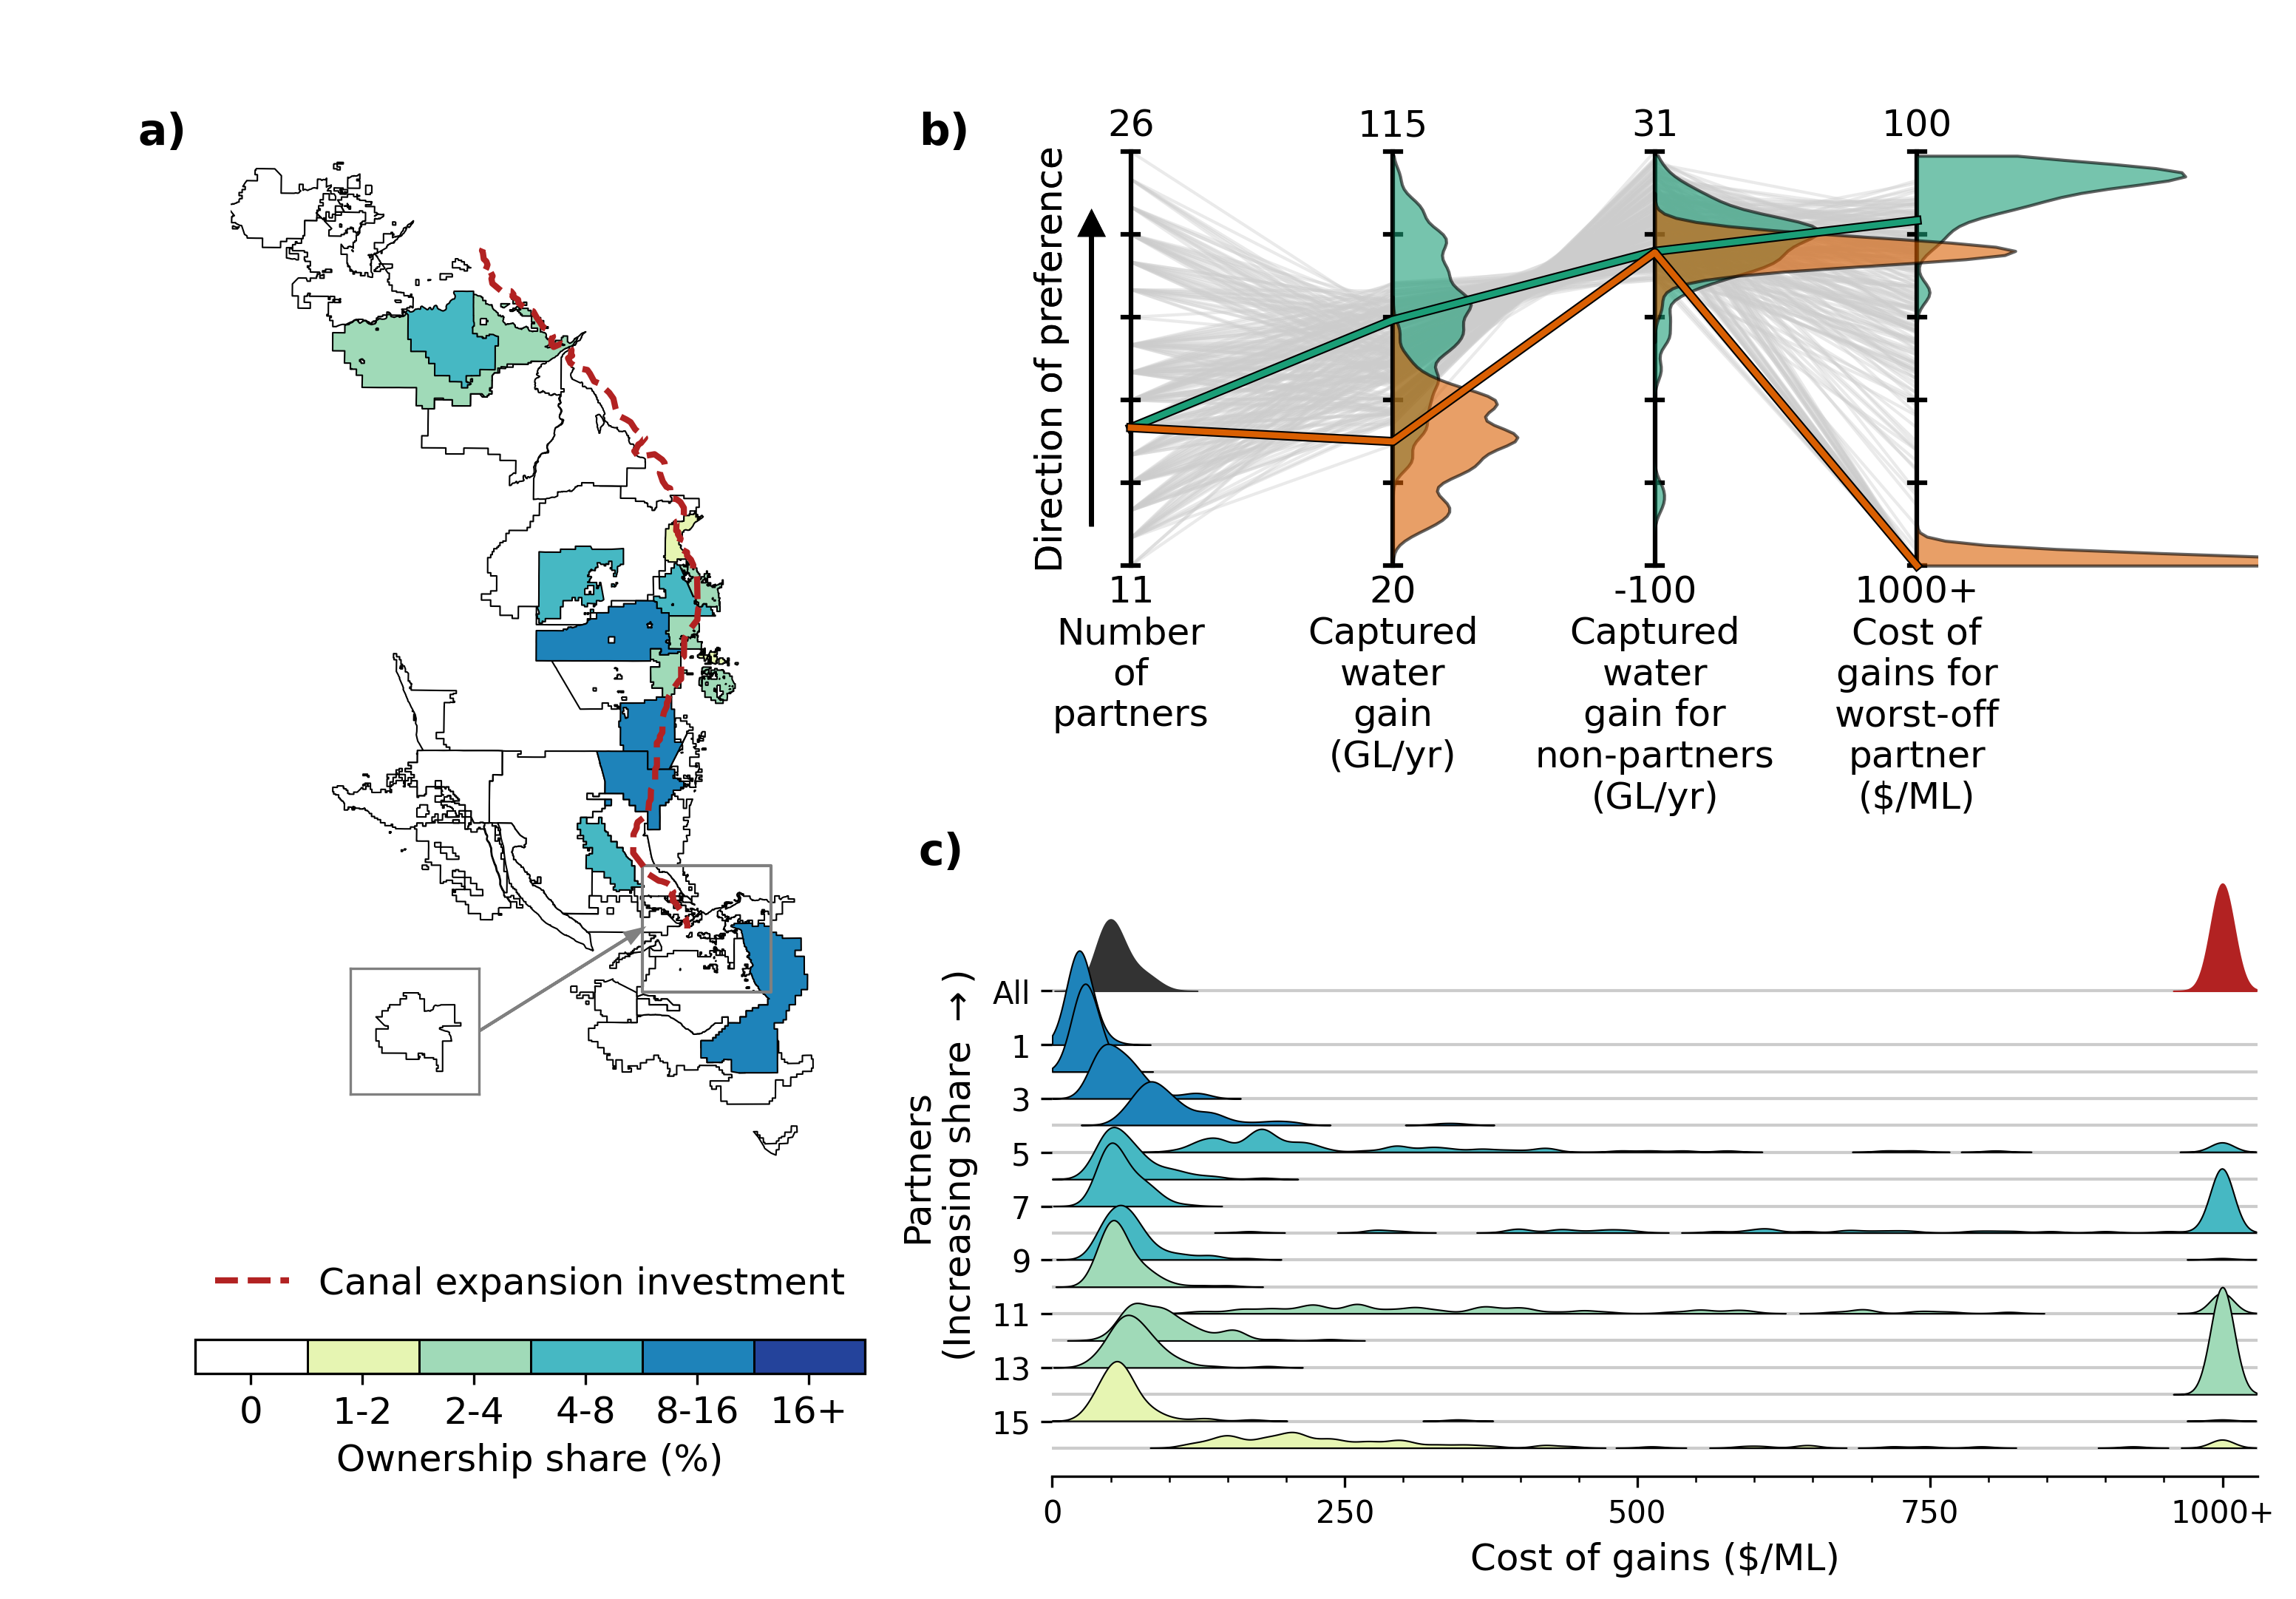 a)
Canal expansion investment
0 1-2 2-4 4-8 8-16 16+
Ownership share (%)
b)
26 115 31 100
Direction of preference
11 20 -100 1000+
Number
of
partners
Captured
water
gain
(GL/yr)
Captured
water
gain for
non-partners
(GL/yr)
Cost of
gains for
worst-off
partner
($/ML)
c)
Partners
(Increasing share →)
All
1
3
5
7
9
11
13
15
0 250 500 750 1000+
Cost of gains ($/ML)